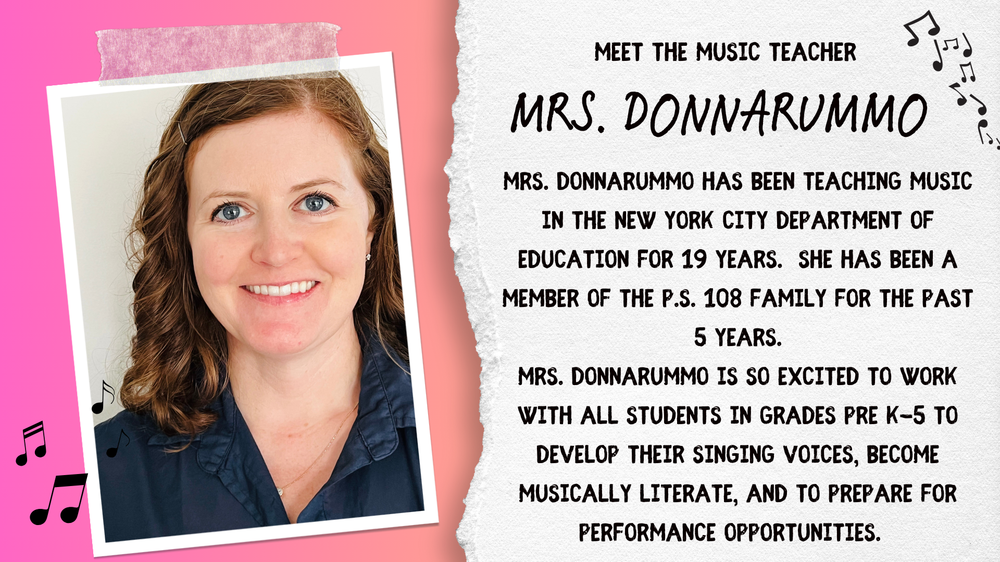 MEET THE MUSIC TEACHER
MRS. DONNARUMMO
MRS. DONNARUMMO HAS BEEN TEACHING MUSIC
IN THE NEW YORK CITY DEPARTMENT OF
EDUCATION FOR 19 YEARS.  SHE HAS BEEN A
MEMBER OF THE P.S. 108 FAMILY FOR THE PAST
5 YEARS.
MRS. DONNARUMMO IS SO EXCITED TO WORK
WITH ALL STUDENTS IN GRADES PRE K-5 TO
DEVELOP THEIR SINGING VOICES, BECOME
MUSICALLY LITERATE, AND TO PREPARE FOR
PERFORMANCE OPPORTUNITIES.